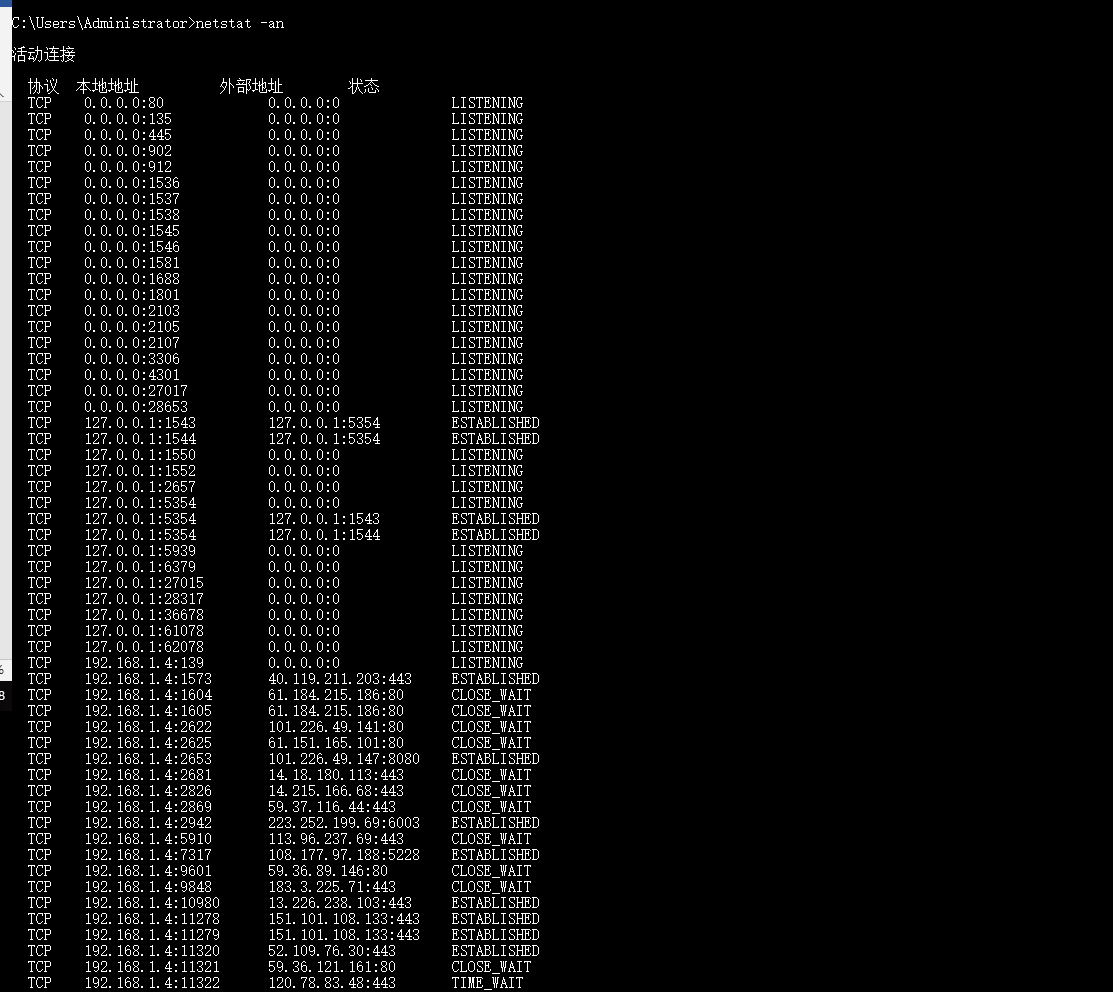 C:\Users\Administrator>netstat -an
活动连接
协议 本地地址 外部地址 状态
TCP 0.0.0.0:80 0.0.0.0:0 LISTENING
TCP 0.0.0.0:135 0.0.0.0:0 LISTENING
TCP 0.0.0.0:445 0.0.0.0:0 LISTENING
TCP 0.0.0.0:902 0.0.0.0:0 LISTENING
TCP 0.0.0.0:912 0.0.0.0:0 LISTENING
TCP 0.0.0.0:1536 0.0.0.0:0 LISTENING
TCP 0.0.0.0:1537 0.0.0.0:0 LISTENING
TCP 0.0.0.0:1538 0.0.0.0:0 LISTENING
TCP 0.0.0.0:1545 0.0.0.0:0 LISTENING
TCP 0.0.0.0:1546 0.0.0.0:0 LISTENING
TCP 0.0.0.0:1581 0.0.0.0:0 LISTENING
TCP 0.0.0.0:1688 0.0.0.0:0 LISTENING
TCP 0.0.0.0:1801 0.0.0.0:0 LISTENING
TCP 0.0.0.0:2103 0.0.0.0:0 LISTENING
TCP 0.0.0.0:2105 0.0.0.0:0 LISTENING
TCP 0.0.0.0:2107 0.0.0.0:0 LISTENING
TCP 0.0.0.0:3306 0.0.0.0:0 LISTENING
TCP 0.0.0.0:4301 0.0.0.0:0 LISTENING
TCP 0.0.0.0:27017 0.0.0.0:0 LISTENING
TCP 0.0.0.0:28653 0.0.0.0:0 LISTENING
TCP 127.0.0.1:1543 127.0.0.1:5354 ESTABLISHED
TCP 127.0.0.1:1544 127.0.0.1:5354 ESTABLISHED
TCP 127.0.0.1:1550 0.0.0.0:0 LISTENING
TCP 127.0.0.1:1552 0.0.0.0:0 LISTENING
TCP 127.0.0.1:2657 0.0.0.0:0 LISTENING
TCP 127.0.0.1:5354 0.0.0.0:0 LISTENING
TCP 127.0.0.1:5354 127.0.0.1:1543 ESTABLISHED
TCP 127.0.0.1:5354 127.0.0.1:1544 ESTABLISHED
TCP 127.0.0.1:5939 0.0.0.0:0 LISTENING
TCP 127.0.0.1:6379 0.0.0.0:0 LISTENING
TCP 127.0.0.1:27015 0.0.0.0:0 LISTENING
TCP 127.0.0.1:28317 0.0.0.0:0 LISTENING
TCP 127.0.0.1:36678 0.0.0.0:0 LISTENING
TCP 127.0.0.1:61078 0.0.0.0:0 LISTENING
TCP 127.0.0.1:62078 0.0.0.0:0 LISTENING
TCP 192.168.1.4:139 0.0.0.0:0 LISTENING
TCP 192.168.1.4:1573 40.119.211.203:443 ESTABLISHED
TCP 192.168.1.4:1604 61.184.215.186:80 CLOSE_WAIT
TCP 192.168.1.4:1605 61.184.215.186:80 CLOSE_WAIT
TCP 192.168.1.4:2622 101.226.49.141:80 CLOSE_WAIT
TCP 192.168.1.4:2625 61.151.165.101:80 CLOSE_WAIT
TCP 192.168.1.4:2653 101.226.49.147:8080 ESTABLISHED
TCP 192.168.1.4:2681 14.18.180.113:443 CLOSE_WAIT
TCP 192.168.1.4:2826 14.215.166.68:443 CLOSE_WAIT
TCP 192.168.1.4:2869 59.37.116.44:443 CLOSE_WAIT
TCP 192.168.1.4:2942 223.252.199.69:6003 ESTABLISHED
TCP 192.168.1.4:5910 113.96.237.69:443 CLOSE_WAIT
TCP 192.168.1.4:7317 108.177.97.188:5228 ESTABLISHED
TCP 192.168.1.4:9601 59.36.89.146:80 CLOSE_WAIT
TCP 192.168.1.4:9848 183.3.225.71:443 CLOSE_WAIT
TCP 192.168.1.4:10980 13.226.238.103:443 ESTABLISHED
TCP 192.168.1.4:11278 151.101.108.133:443 ESTABLISHED
TCP 192.168.1.4:11279 151.101.108.133:443 ESTABLISHED
TCP 192.168.1.4:11320 52.109.76.30:443 ESTABLISHED
TCP 192.168.1.4:11321 59.36.121.161:80 CLOSE_WAIT
TCP 192.168.1.4:11322 120.78.83.48:443 TIME_WAIT